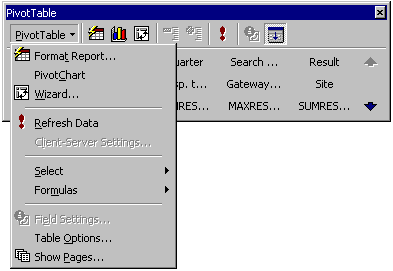 PivotTable
PivotTable
Format Report...
PivotChart
Wizard...
Refresh Data
Client-Server Settings...
Select
Formulas
Field Settings...
Table Options...
Show Pages...
uarter Search ... Result
sp. t... Gateway... Site
RES... MAXRES... SUMRES...